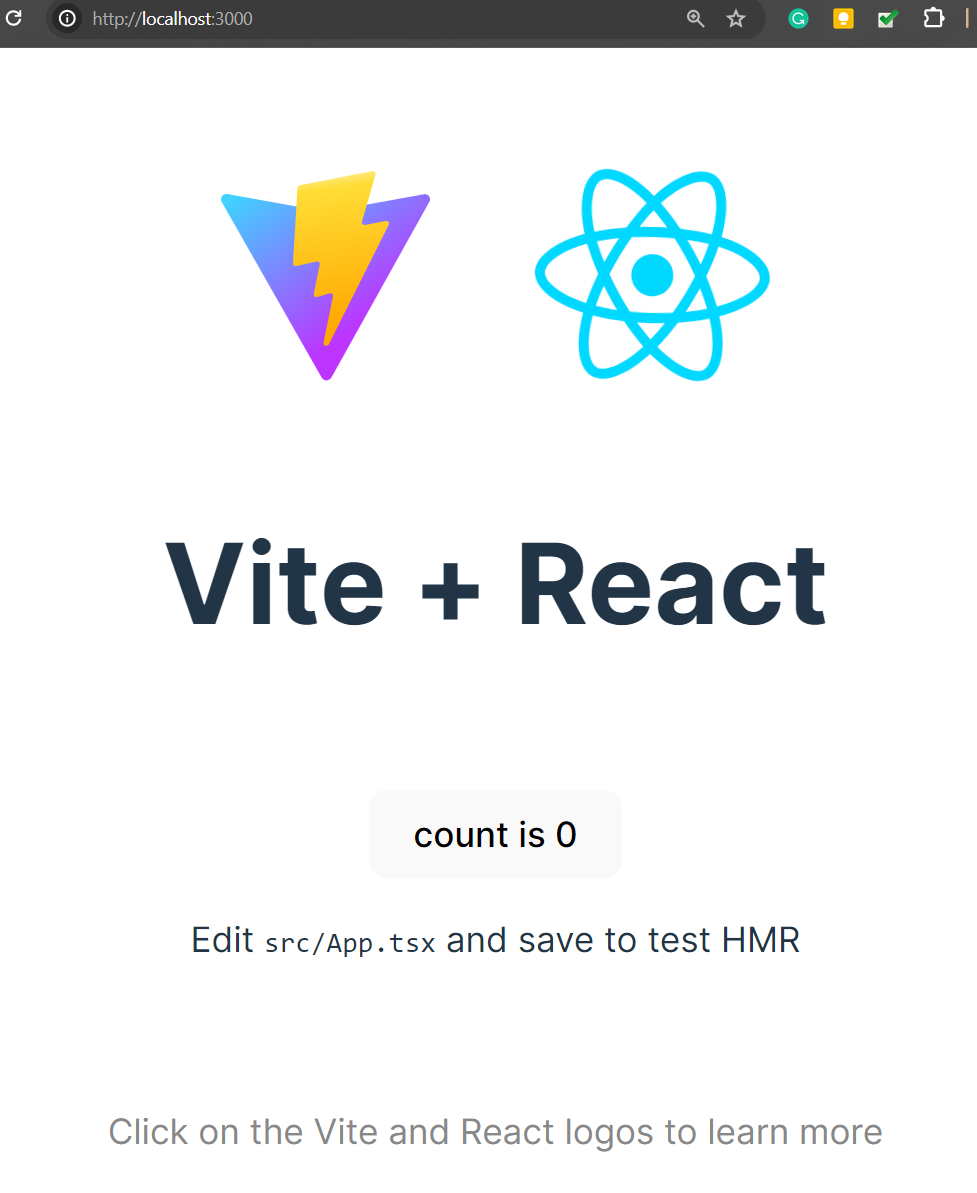 http://localhost:3000
Vite + React
count is 0
Edit src/App.tsx and save to test HMR
Click on the Vite and React logos to learn more